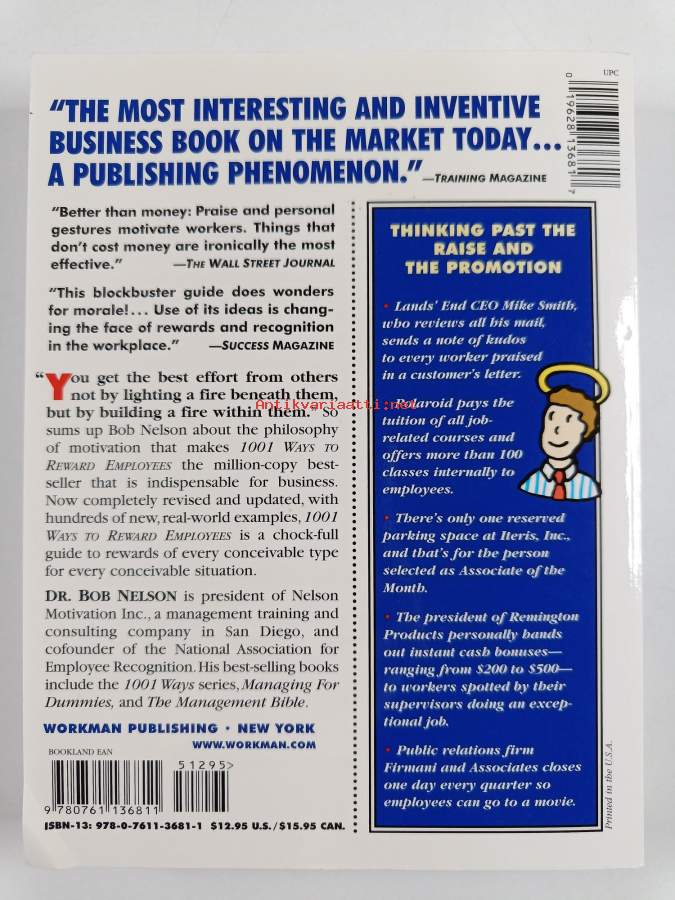 UPC
0 19628 13681 7
“THE MOST INTERESTING AND INVENTIVE
BUSINESS BOOK ON THE MARKET TODAY...
A PUBLISHING PHENOMENON.” —TRAINING MAGAZINE
“Better than money: Praise and personal
gestures motivate workers. Things that
don’t cost money are ironically the most
effective.” —THE WALL STREET JOURNAL
“This blockbuster guide does wonders
for morale!... Use of its ideas is chang-
ing the face of rewards and recognition
in the workplace.” —SUCCESS MAGAZINE
“You get the best effort from others
not by lighting a fire beneath them,
but by building a fire within them.” So
sums up Bob Nelson about the philosophy
of motivation that makes 1001 WAYS TO
REWARD EMPLOYEES the million-copy best-
seller that is indispensable for business.
Now completely revised and updated, with
hundreds of new, real-world examples, 1001
WAYS TO REWARD EMPLOYEES is a chock-full
guide to rewards of every conceivable type
for every conceivable situation.
DR. BOB NELSON is president of Nelson
Motivation Inc., a management training and
consulting company in San Diego, and
cofounder of the National Association for
Employee Recognition. His best-selling books
include the 1001 Ways series, Managing For
Dummies, and The Management Bible.
WORKMAN PUBLISHING • NEW YORK
WWW.WORKMAN.COM
BOOKLAND EAN
51295>
9 780761 136811
ISBN-13: 978-0-7611-3681-1 $12.95 U.S./$15.95 CAN.
THINKING PAST THE
RAISE AND
THE PROMOTION
• Lands’ End CEO Mike Smith,
who reviews all his mail,
sends a note of kudos
to every worker praised
in a customer’s letter.
• Polaroid pays the
tuition of all job-
related courses and
offers more than 100
classes internally to
employees.
• There’s only one reserved
parking space at Iteris, Inc.,
and that’s for the person
selected as Associate of the
Month.
• The president of Remington
Products personally hands
out instant cash bonuses—
ranging from $200 to $500—
to workers spotted by their
supervisors doing an excep-
tional job.
• Public relations firm
Firmani and Associates closes
one day every quarter so
employees can go to a movie.
Printed in the U.S.A.
Antikvariaatti.net